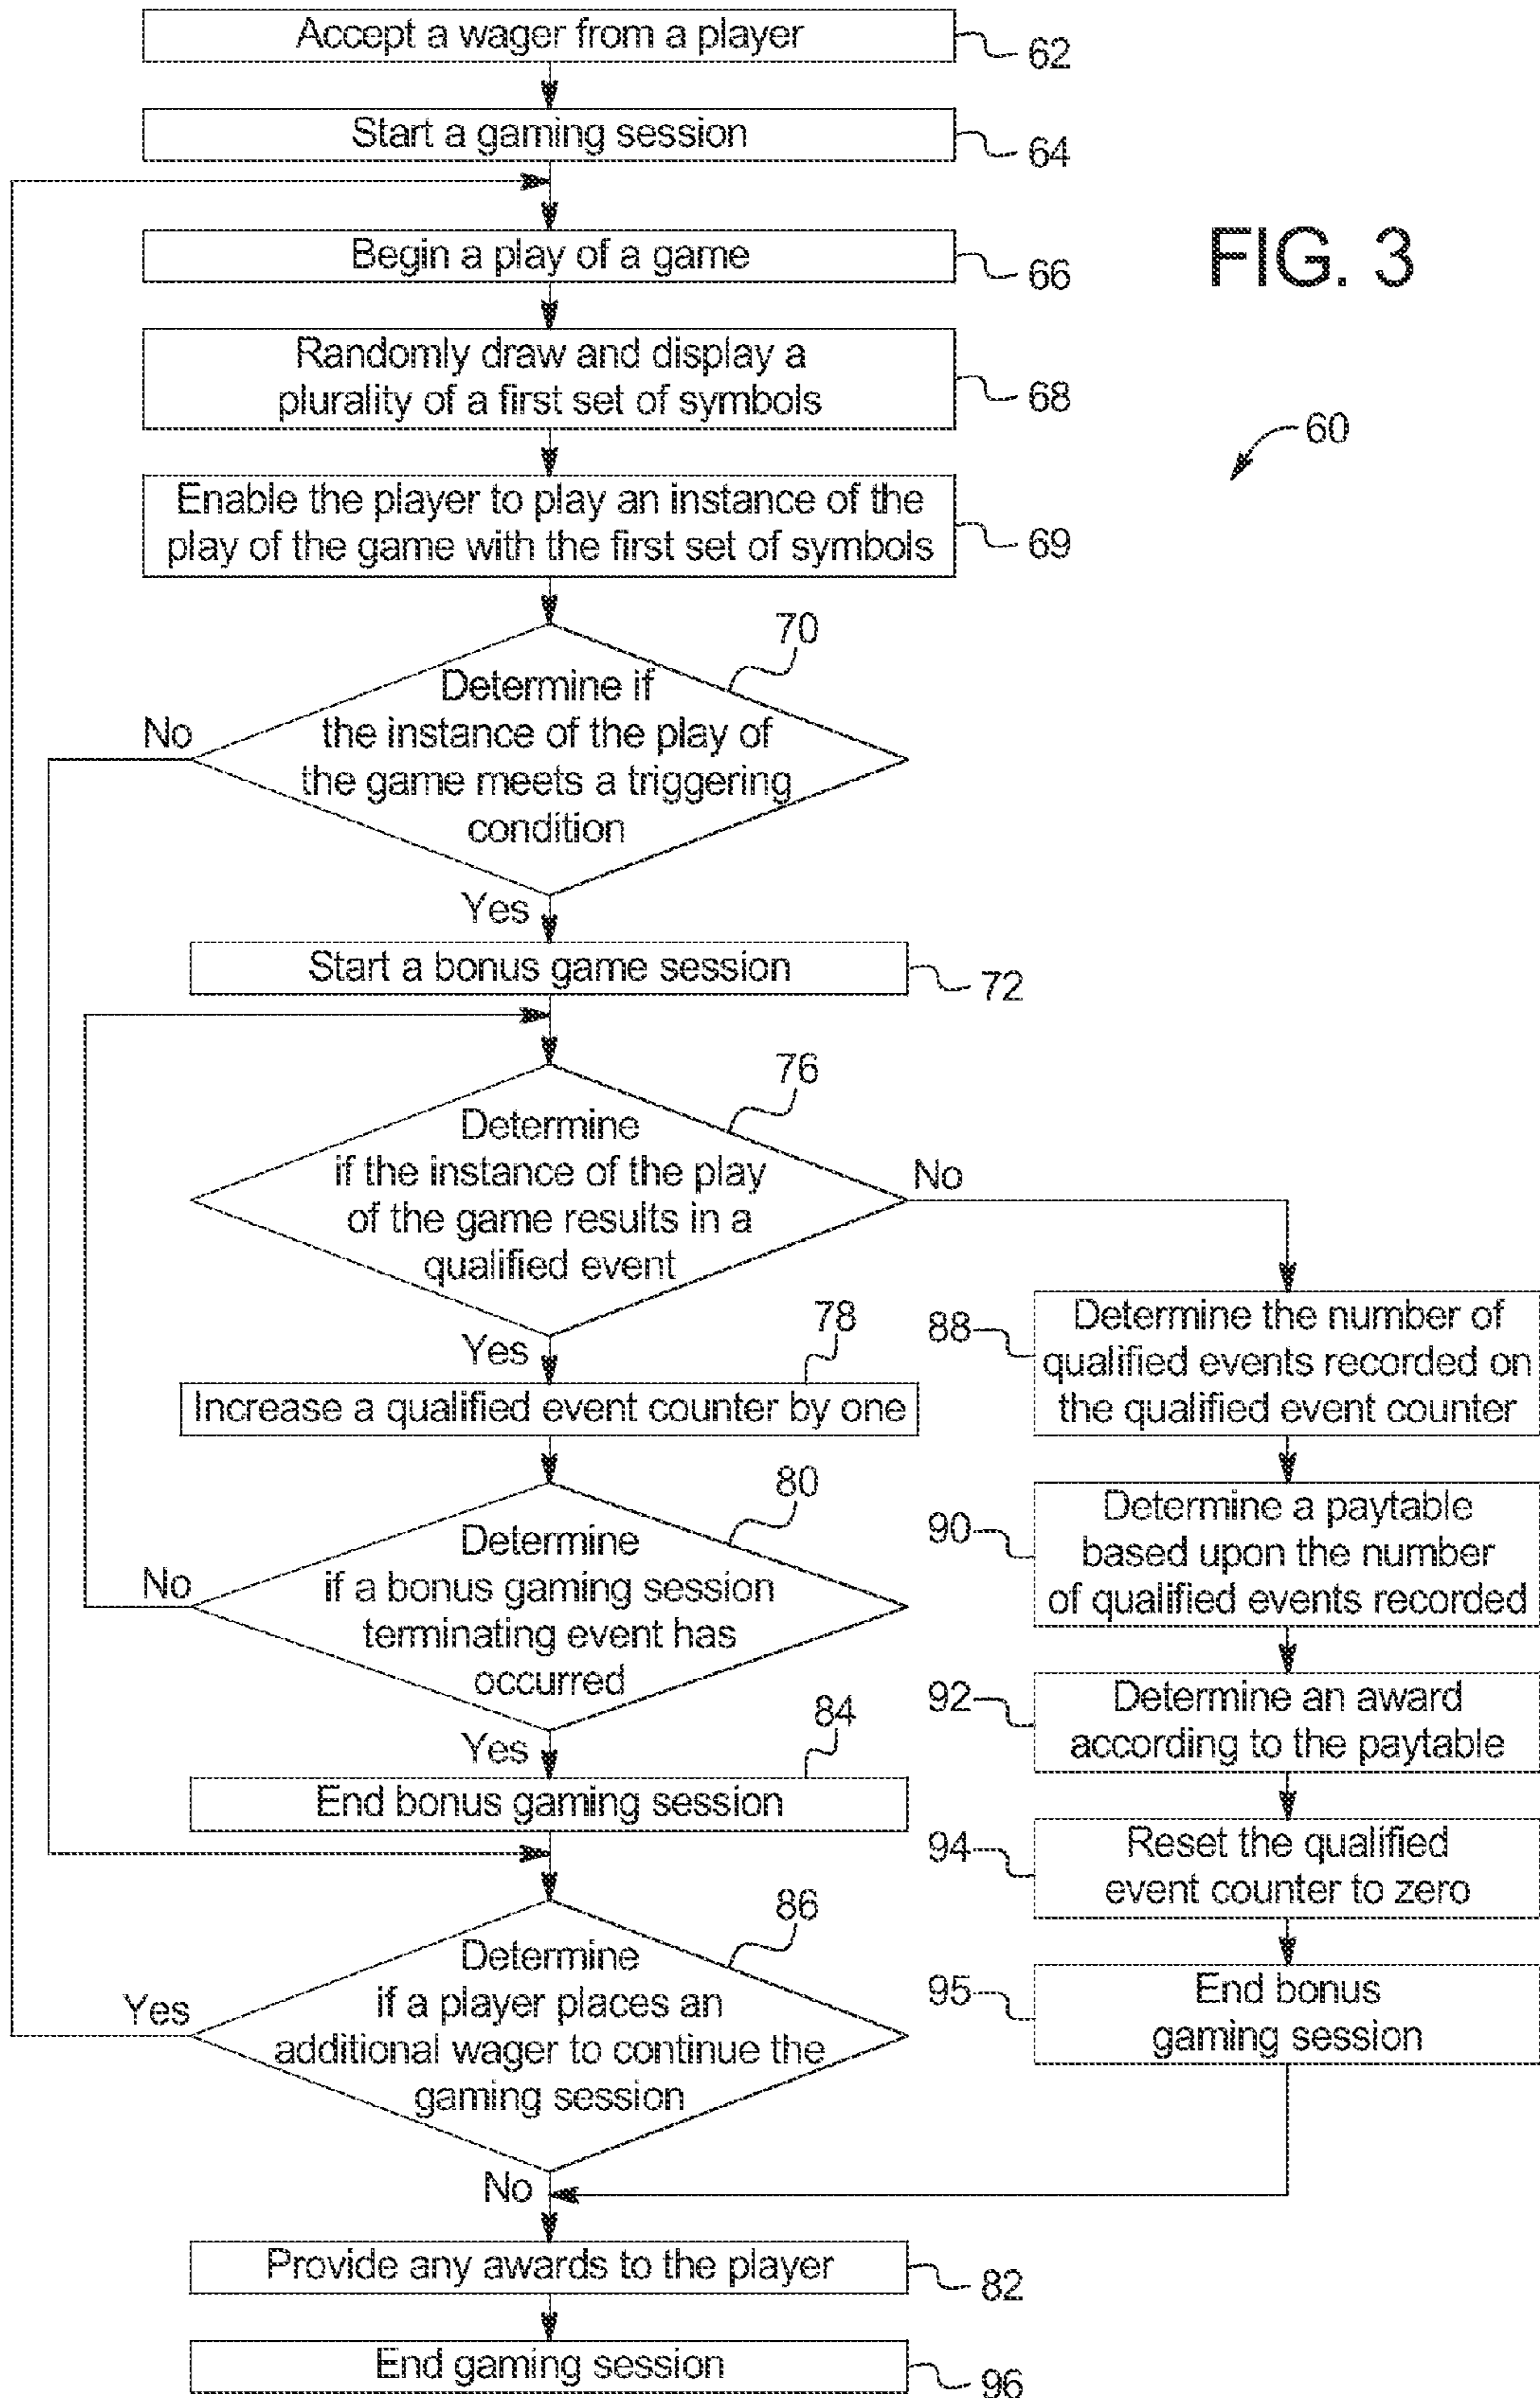 Accept a wager from a player
62
Start a gaming session
64
FIG. 3
Begin a play of a game
66
Randomly draw and display a
plurality of a first set of symbols
68
60
Enable the player to play an instance of the
play of the game with the first set of symbols
69
70
Determine if
the instance of the play of
the game meets a triggering
condition
No
Yes
Start a bonus game session
72
76
Determine
if the instance of the play
of the game results in a
qualified event
No
Yes
78
Increase a qualified event counter by one
80
Determine
if a bonus gaming session
terminating event has
occurred
No
Yes
84
End bonus gaming session
86
Determine
if a player places an
additional wager to continue the
gaming session
Yes
No
88
Determine the number of
qualified events recorded on
the qualified event counter
90
Determine a paytable
based upon the number
of qualified events recorded
92
Determine an award
according to the paytable
94
Reset the qualified
event counter to zero
95
End bonus
gaming session
Provide any awards to the player
82
End gaming session
96